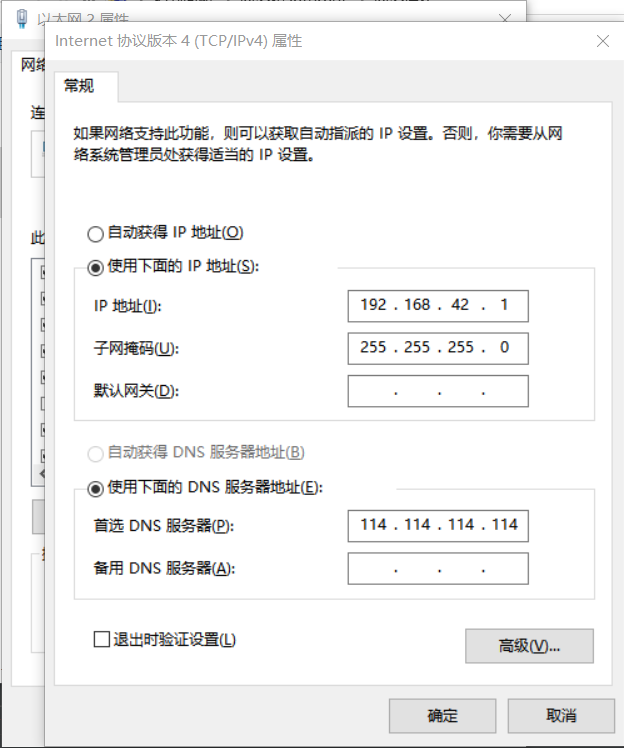 以太网 2 属性
Internet 协议版本 4 (TCP/IPv4) 属性
网络
常规
连
如果网络支持此功能，则可以获取自动指派的 IP 设置。否则，你需要从网
络系统管理员处获得适当的 IP 设置。
此
自动获得 IP 地址(O)
使用下面的 IP 地址(S):
IP 地址(I):
192 . 168 . 42 . 1
子网掩码(U):
255 . 255 . 255 . 0
默认网关(D):
. . .
自动获得 DNS 服务器地址(B)
使用下面的 DNS 服务器地址(E):
首选 DNS 服务器(P):
114 . 114 . 114 . 114
备用 DNS 服务器(A):
. . .
退出时验证设置(L)
高级(V)...
确定
取消